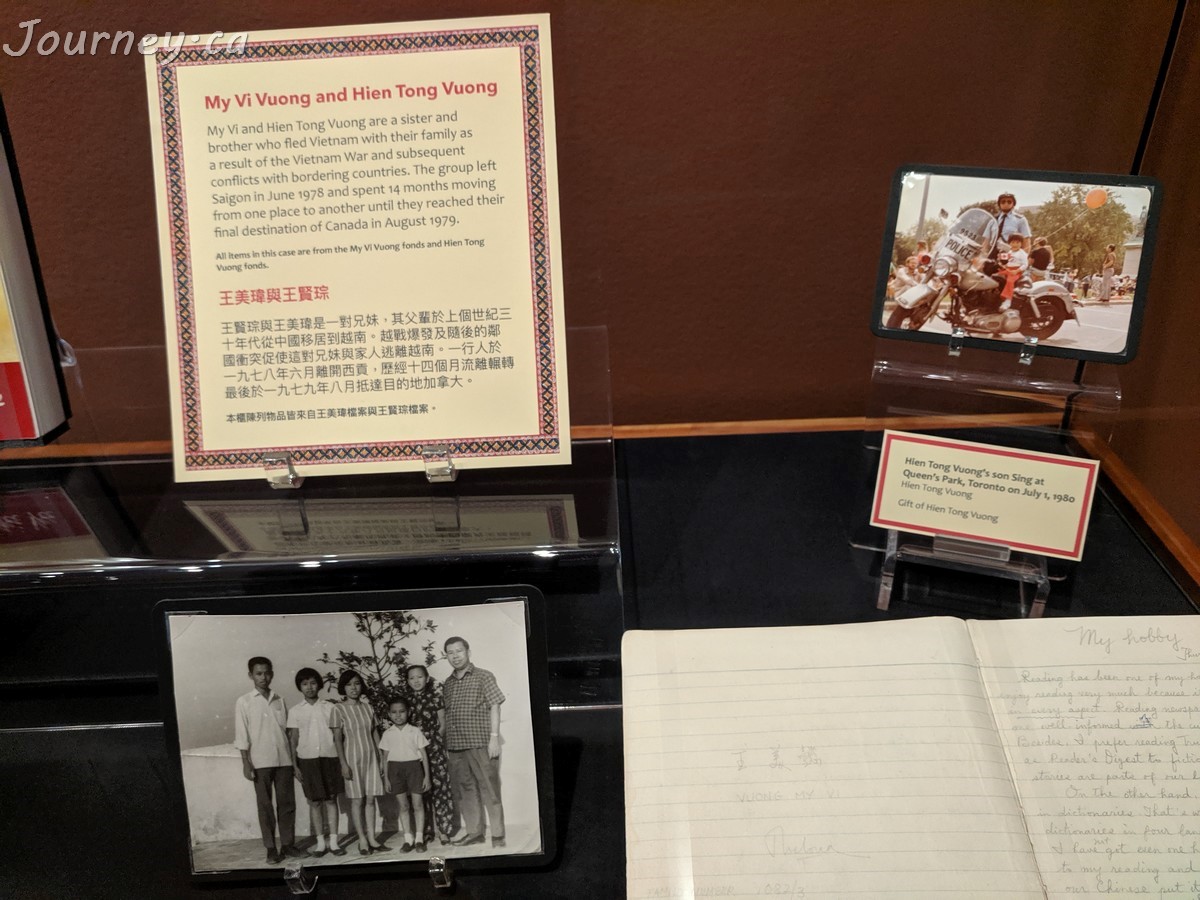 Journey.ca
My Vi Vuong and Hien Tong Vuong
My Vi and Hien Tong Vuong are a sister and
brother who fled Vietnam with their family as
a result of the Vietnam War and subsequent
conflicts with bordering countries. The group left
Saigon in June 1978 and spent 14 months moving
from one place to another until they reached their
final destination of Canada in August 1979.
All items in this case are from the My Vi Vuong fonds and Hien Tong
Vuong fonds.
王美瑋與王賢琮
王賢琮與王美瑋是一對兄妹，其父輩於上個世紀三
十年代從中國移居到越南。越戰爆發及隨後的鄰
國衝突促使這對兄妹與家人逃離越南。一行人於
一九七八年六月離開西貢，歷經十四個月流離輾轉
最後於一九七九年八月抵達目的地加拿大。
本櫃陳列物品皆來自王美瑋檔案與王賢琮檔案。
POLICE
Hien Tong Vuong's son Sing at
Queen's Park, Toronto on July 1, 1980
Hien Tong Vuong
Gift of Hien Tong Vuong
王美
VUONG MY VI
My hobby
Reading has been one of my
enjoy reading very much because
Reading
one well informed the
Besides, I prefer reading
as Reader's Digest to
stories are parts of our
On the other hand,
in dictionaries. That's
dictionaries in four
I have not got even one
to my reading and
our Chinese put it